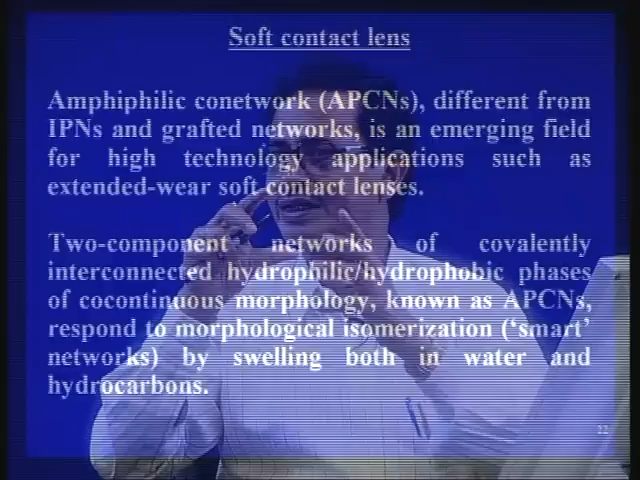 Soft contact lens
Amphiphilic conetwork (APCNs), different from
IPNs and grafted networks, is an emerging field
for high technology applications such as
extended-wear soft contact lenses.
Two-component networks of covalently
interconnected hydrophilic/hydrophobic phases
of cocontinuous morphology, known as APCNs,
respond to morphological isomerization (‘smart’
networks) by swelling both in water and
hydrocarbons.
22